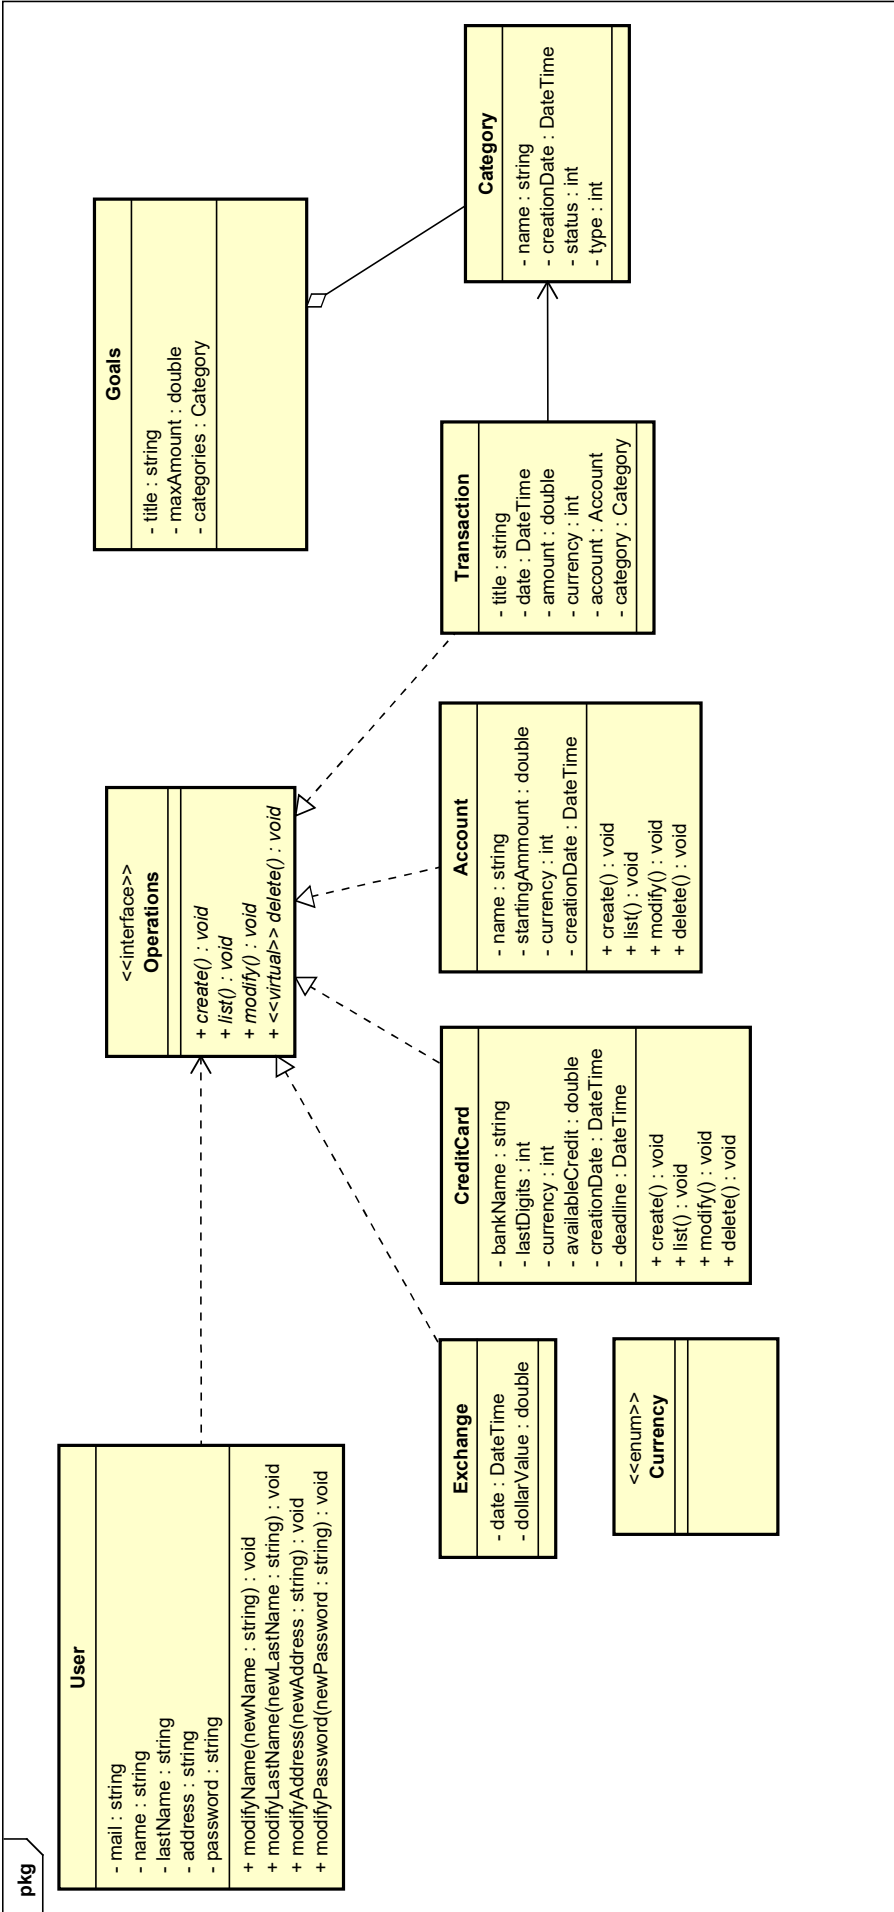 pkg
User
- mail : string
- name : string
- lastName : string
- address : string
- password : string
+ modifyName(newName : string) : void
+ modifyLastName(newLastName : string) : void
+ modifyAddress(newAddress : string) : void
+ modifyPassword(newPassword : string) : void
<<interface>>
Operations
+ create() : void
+ list() : void
+ modify() : void
+ <<virtual>> delete() : void
Goals
- title : string
- maxAmount : double
- categories : Category
Exchange
- date : DateTime
- dollarValue : double
CreditCard
- bankName : string
- lastDigits : int
- currency : int
- availableCredit : double
- creationDate : DateTime
- deadline : DateTime
+ create() : void
+ list() : void
+ modify() : void
+ delete() : void
Account
- name : string
- startingAmmount : double
- currency : int
- creationDate : DateTime
+ create() : void
+ list() : void
+ modify() : void
+ delete() : void
Transaction
- title : string
- date : DateTime
- amount : double
- currency : int
- account : Account
- category : Category
Category
- name : string
- creationDate : DateTime
- status : int
- type : int
<<enum>>
Currency